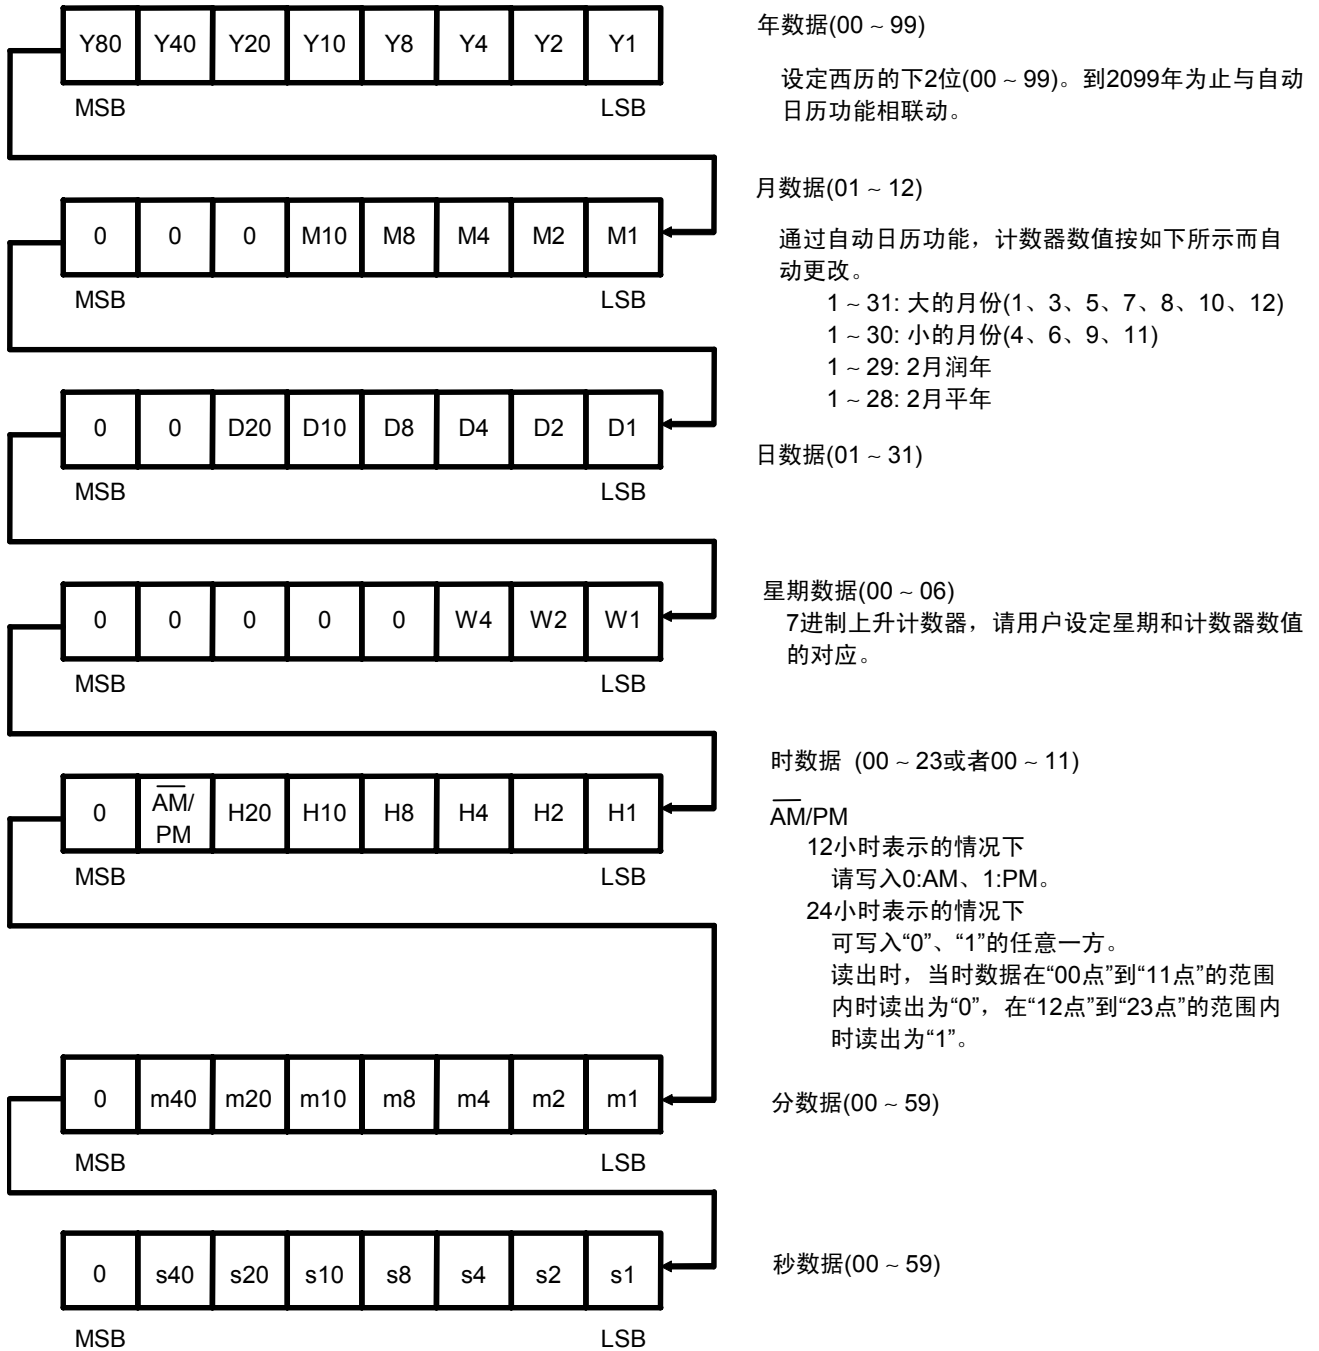 年数据(00 ~ 99)
Y80 Y40 Y20 Y10 Y8 Y4 Y2 Y1
设定西历的下2位(00 ~ 99)。到2099年为止与自动
日历功能相联动。
MSB LSB
月数据(01 ~ 12)
0 0 0 M10 M8 M4 M2 M1
通过自动日历功能，计数器数值按如下所示而自
动更改。
MSB LSB
1 ~ 31: 大的月份(1、3、5、7、8、10、12)
1 ~ 30: 小的月份(4、6、9、11)
1 ~ 29: 2月润年
1 ~ 28: 2月平年
0 0 D20 D10 D8 D4 D2 D1
日数据(01 ~ 31)
MSB LSB
星期数据(00 ~ 06)
0 0 0 0 0 W4 W2 W1
7进制上升计数器，请用户设定星期和计数器数值
的对应。
MSB LSB
时数据 (00 ~ 23或者00 ~ 11)
0 AM/PM H20 H10 H8 H4 H2 H1
MSB LSB
AM/PM
12小时表示的情况下
请写入0:AM、1:PM。
24小时表示的情况下
可写入“0”、“1”的任意一方。
读出时，当时数据在“00点”到“11点”的范围
内时读出为“0”，在“12点”到“23点”的范围内
时读出为“1”。
0 m40 m20 m10 m8 m4 m2 m1
分数据(00 ~ 59)
MSB LSB
0 s40 s20 s10 s8 s4 s2 s1
秒数据(00 ~ 59)
MSB LSB